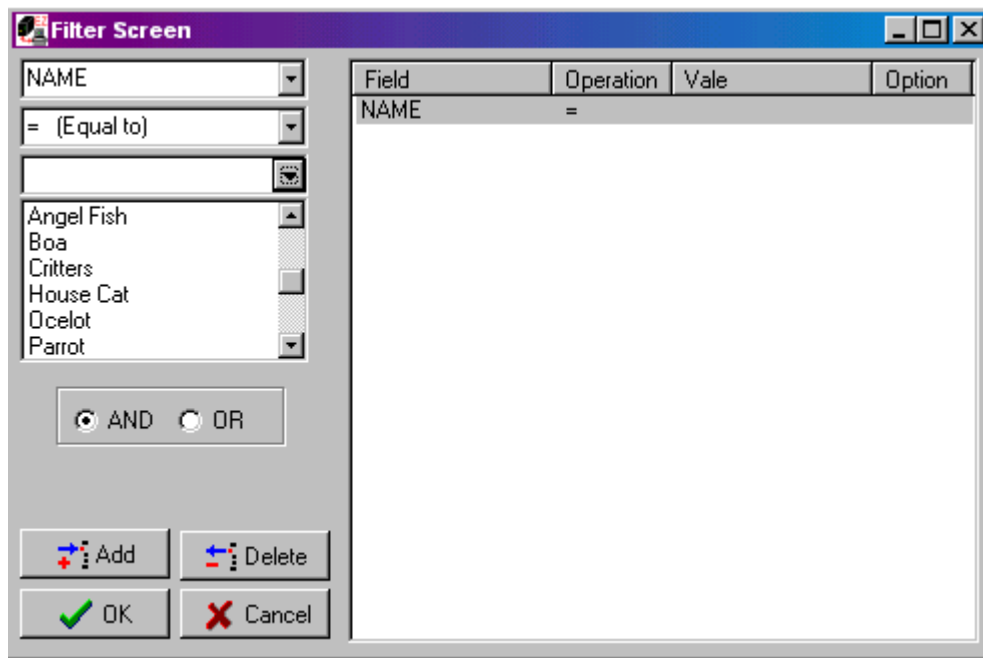 Filter Screen
NAME
= (Equal to)
Angel Fish
Boa
Critters
House Cat
Ocelot
Parrot
AND OR
Add Delete
OK Cancel
Field Operation Vale Option
NAME =